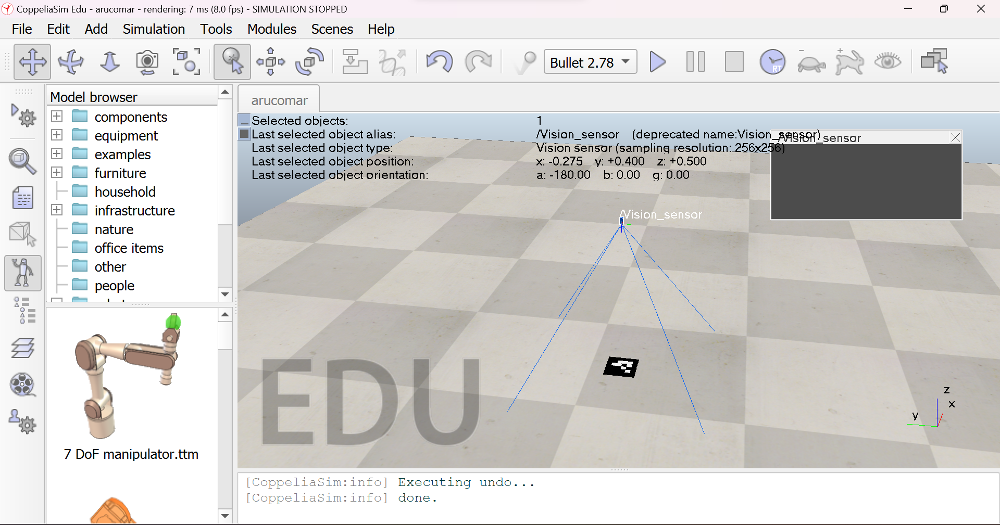 CoppeliaSim Edu - arucomar - rendering: 7 ms (8.0 fps) - SIMULATION STOPPED
File Edit Add Simulation Tools Modules Scenes Help
Bullet 2.78
RT
Model browser
components
equipment
examples
furniture
household
infrastructure
nature
office items
other
people
7 DoF manipulator.ttm
arucomar
Selected objects: 1
Last selected object alias: /Vision_sensor (deprecated name:Vision_sensor)
Last selected object type: Vision sensor (sampling resolution: 256x256)
Last selected object position: x: -0.275 y: +0.400 z: +0.500
Last selected object orientation: a: -180.00 b: 0.00 g: 0.00
/Vision_sensor
/Vision_sensor
EDU
z
x
y
[CoppeliaSim:info] Executing undo...
[CoppeliaSim:info] done.